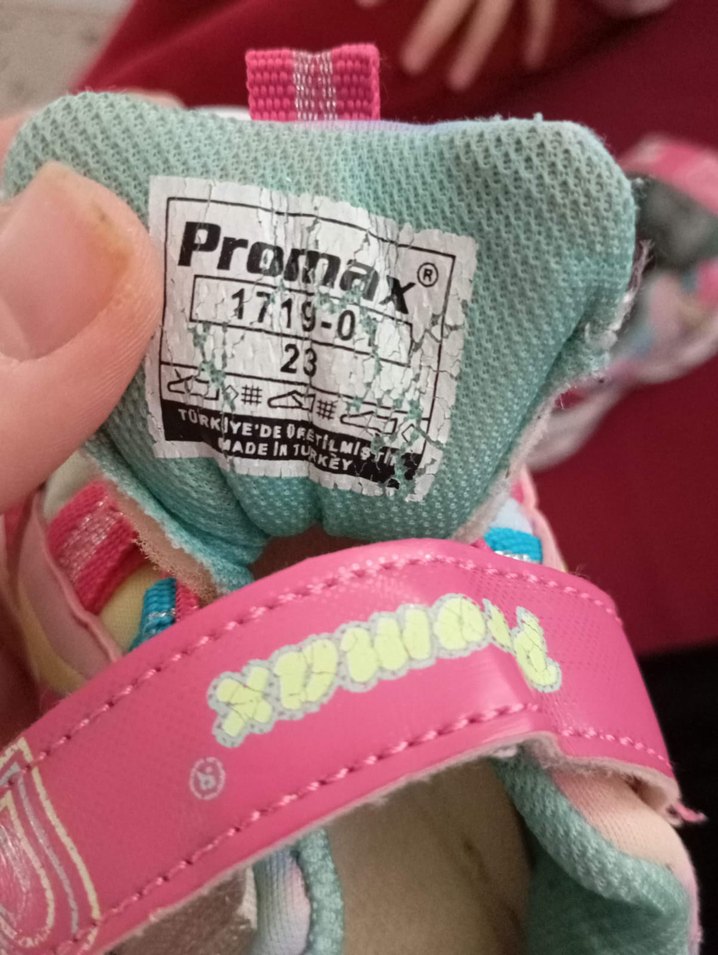 Promax®
1719-0
23
TÜRKİYE'DE ÜRETİLMİŞTİR
MADE IN TURKEY
Promax
®